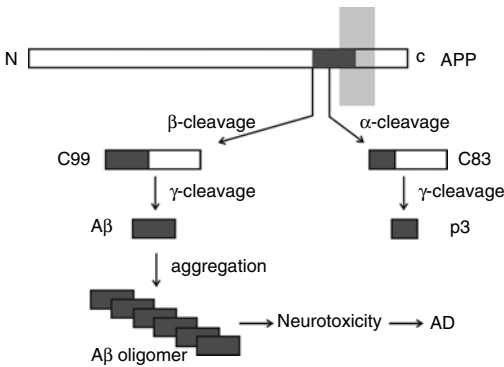 N
c
APP
β-cleavage
α-cleavage
C99
C83
γ-cleavage
γ-cleavage
Aβ
p3
aggregation
Neurotoxicity
AD
Aβ oligomer